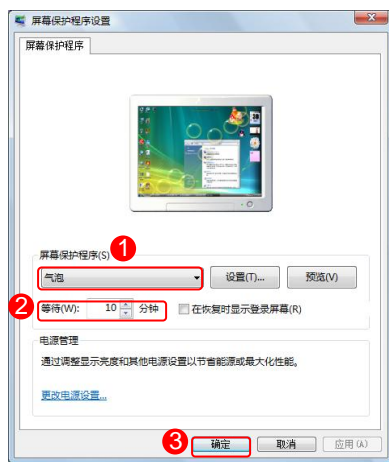 屏幕保护程序设置
屏幕保护程序
屏幕保护程序(S)
1
气泡 设置(T)... 预览(V)
2
等待(W): 10 分钟 在恢复时显示登录屏幕(R)
电源管理
通过调整显示亮度和其他电源设置以节省能源或最大化性能。
更改电源设置...
3
确定 取消 应用(A)